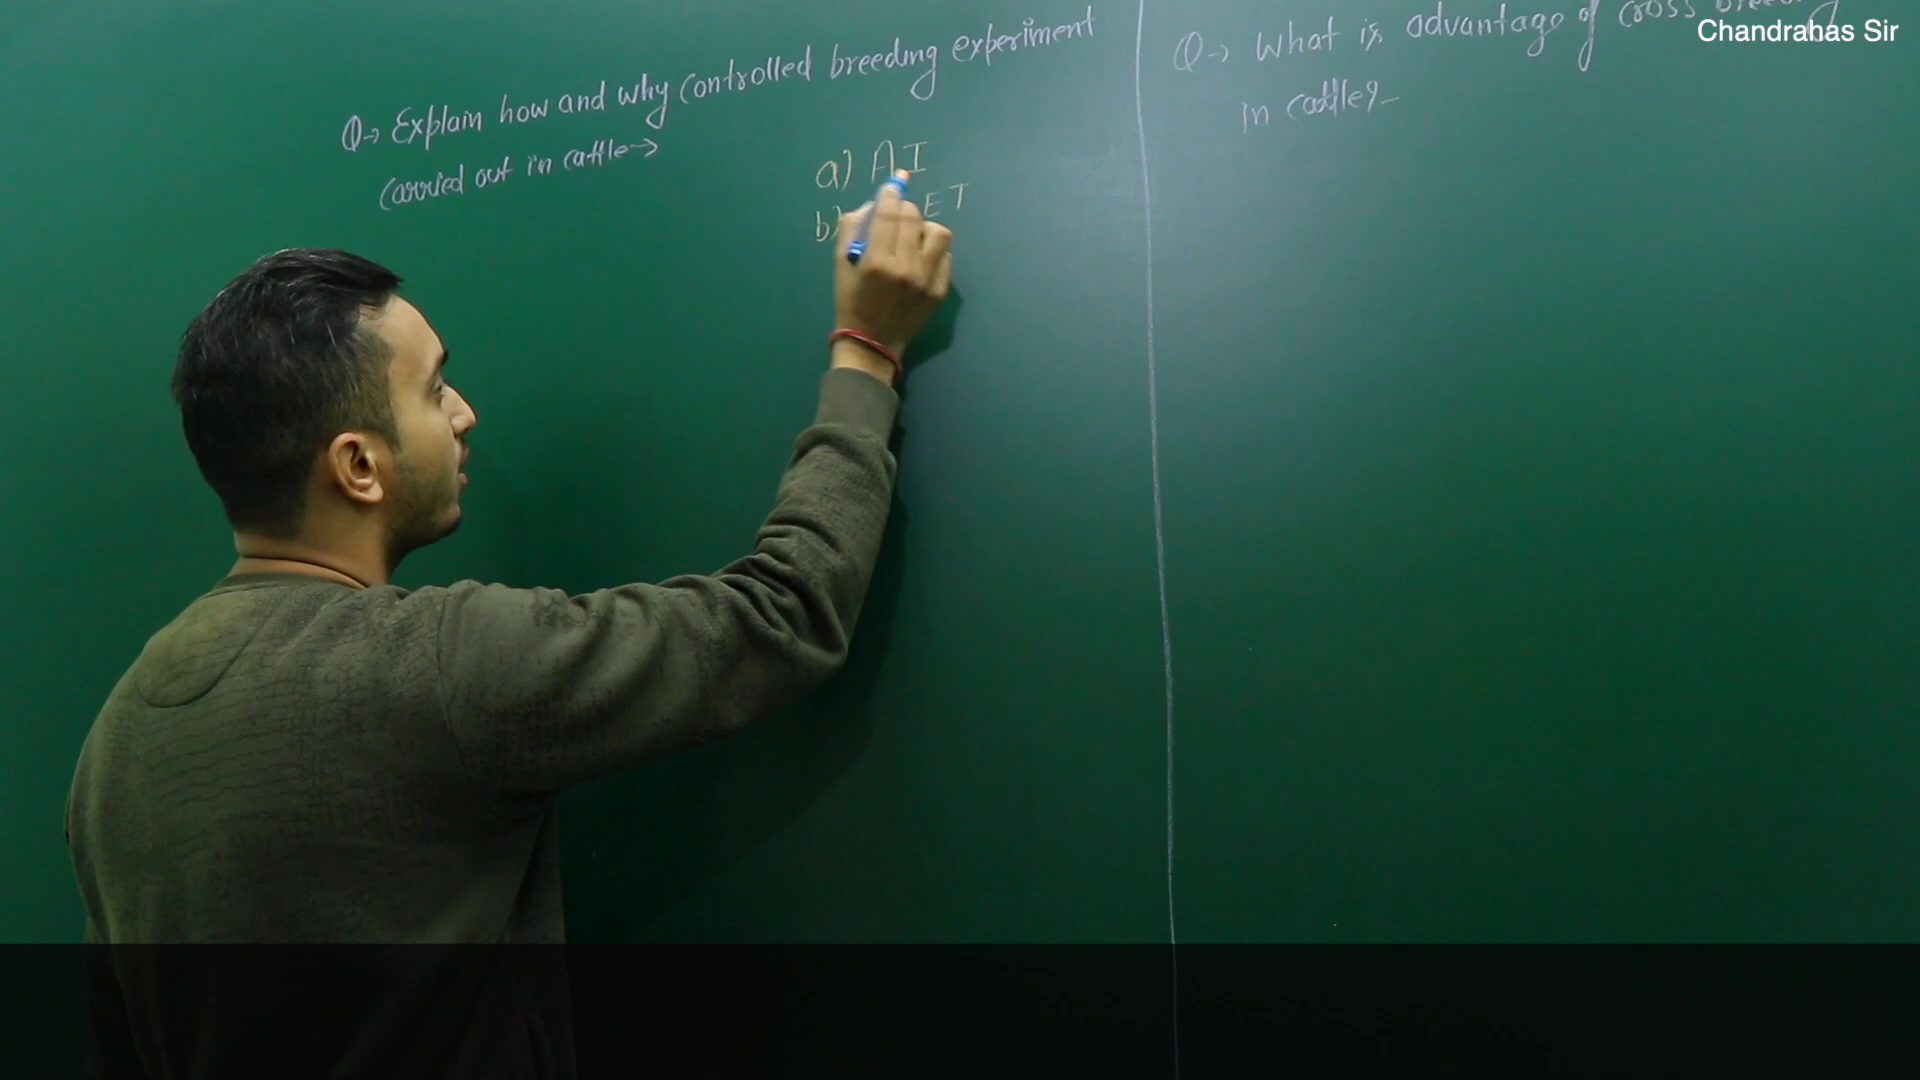 Q→ Explain how and why controlled breeding experiment
carried out in cattle→
a) AI
b) ET
Q→ What is advantage of cross breeding
in cattle?
Chandrahas Sir